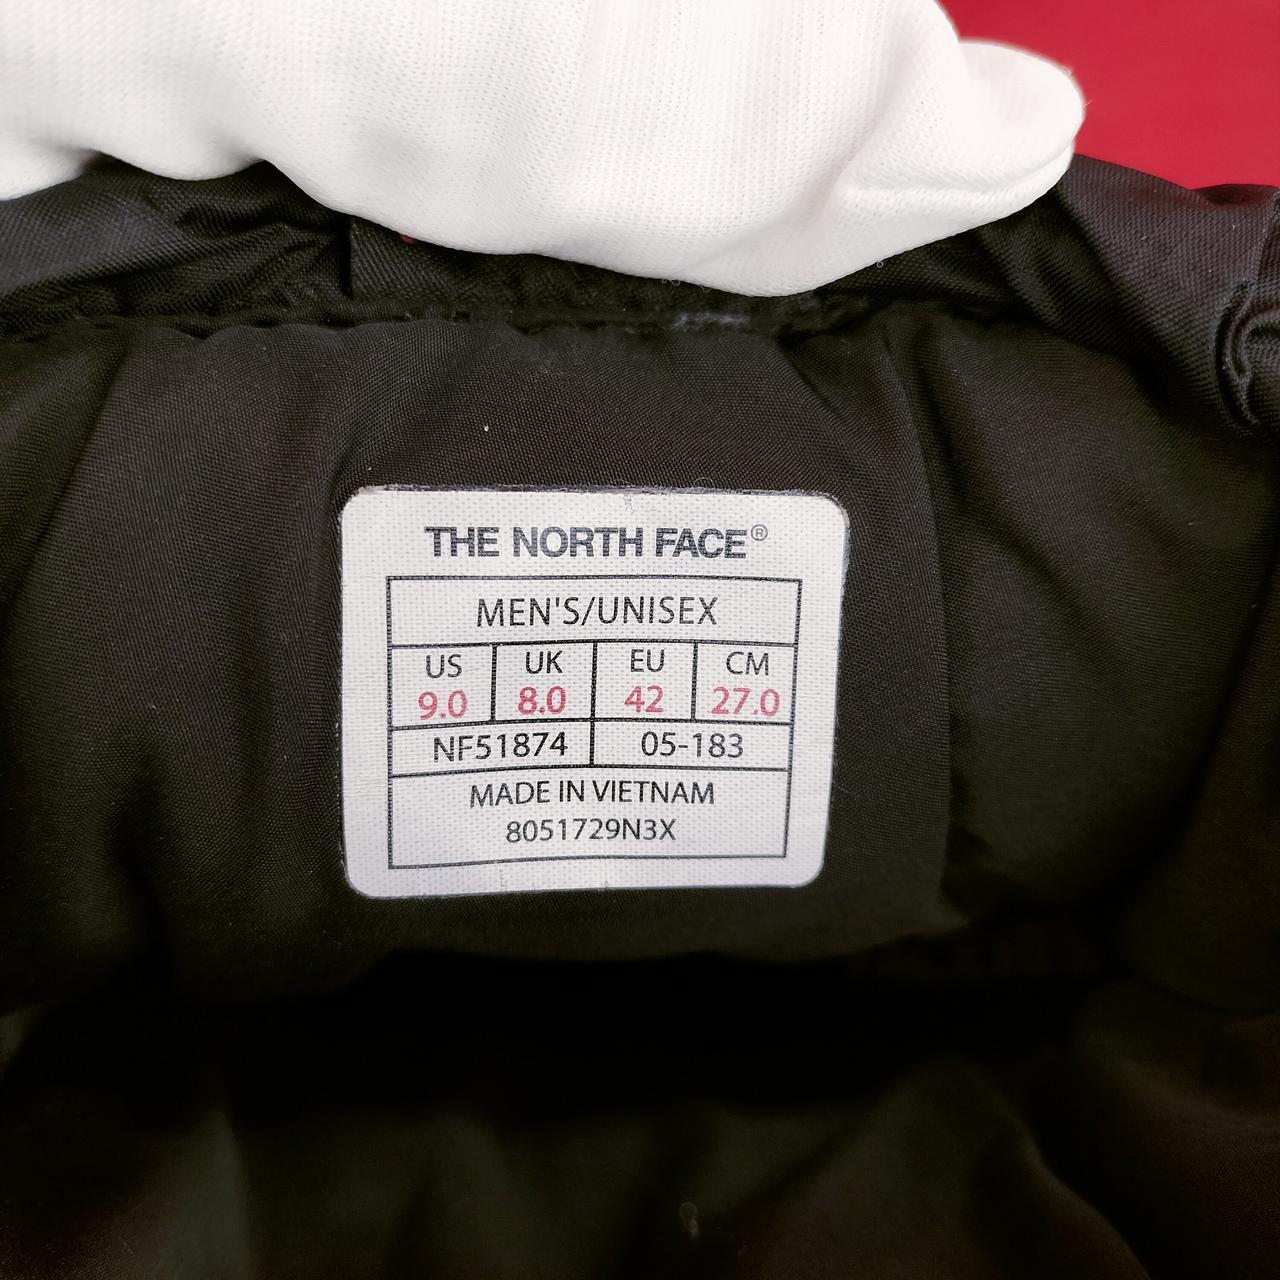 THE NORTH FACE®
MEN'S/UNISEX
US UK EU CM
9.0 8.0 42 27.0
NF51874 05-183
MADE IN VIETNAM
8051729N3X